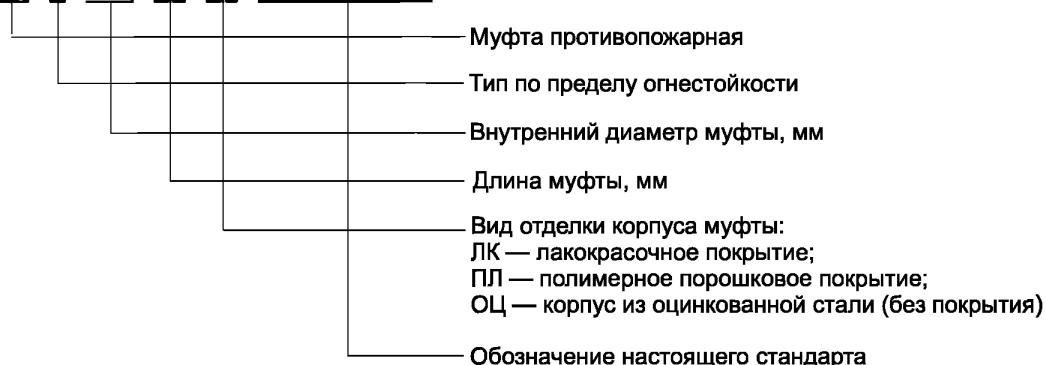 Муфта противопожарная
Тип по пределу огнестойкости
Внутренний диаметр муфты, мм
Длина муфты, мм
Вид отделки корпуса муфты:
ЛК — лакокрасочное покрытие;
ПЛ — полимерное порошковое покрытие;
ОЦ — корпус из оцинкованной стали (без покрытия)
Обозначение настоящего стандарта